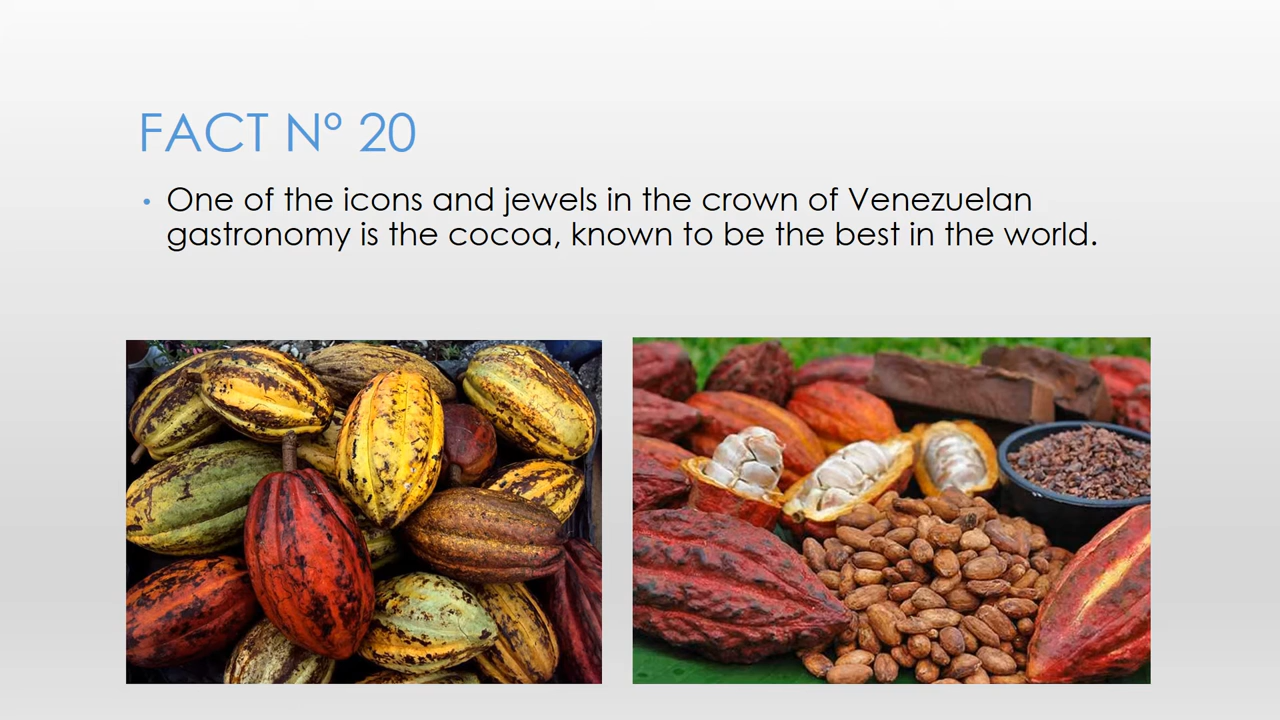 FACT Nº 20
• One of the icons and jewels in the crown of Venezuelan
gastronomy is the cocoa, known to be the best in the world.